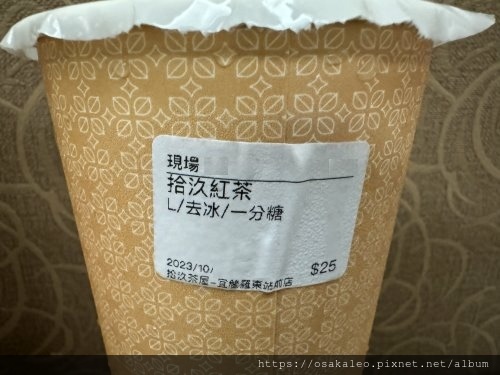 現場
拾汣紅茶
L/去冰/一分糖
2023/10/
$25
拾汣茶屋-宜蘭羅東站前店
https://osakaleo.pixnet.net/album